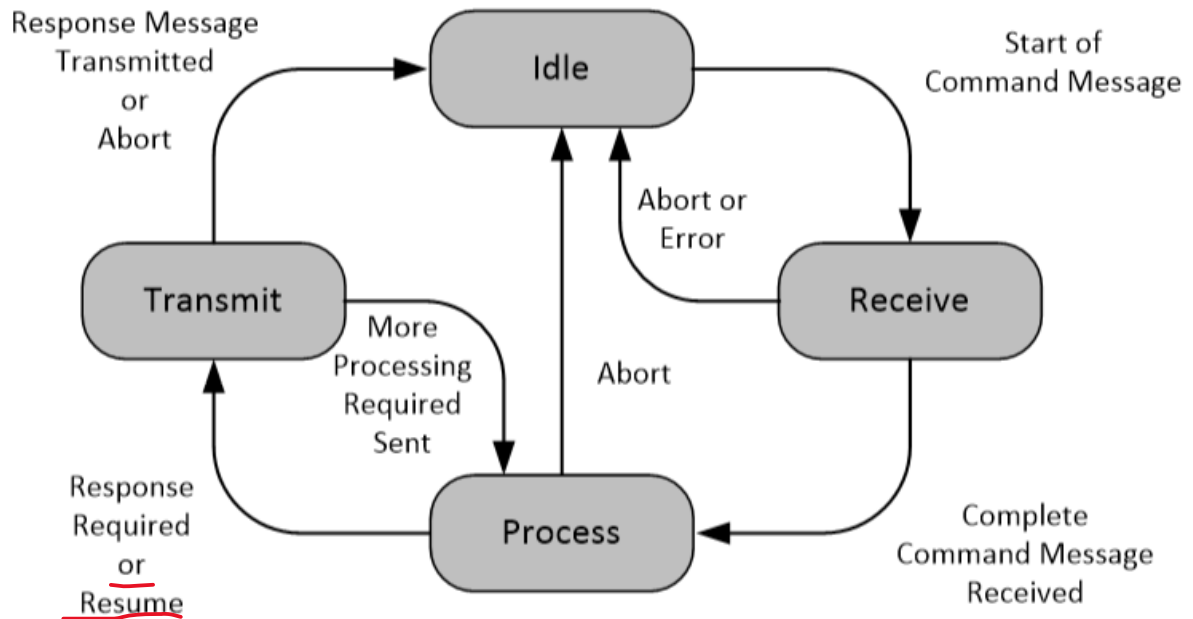 Response Message
Transmitted
or
Abort
Idle
Start of
Command Message
Abort or
Error
Transmit
Receive
More
Processing
Required
Sent
Abort
Response
Required
or
Resume
Process
Complete
Command Message
Received